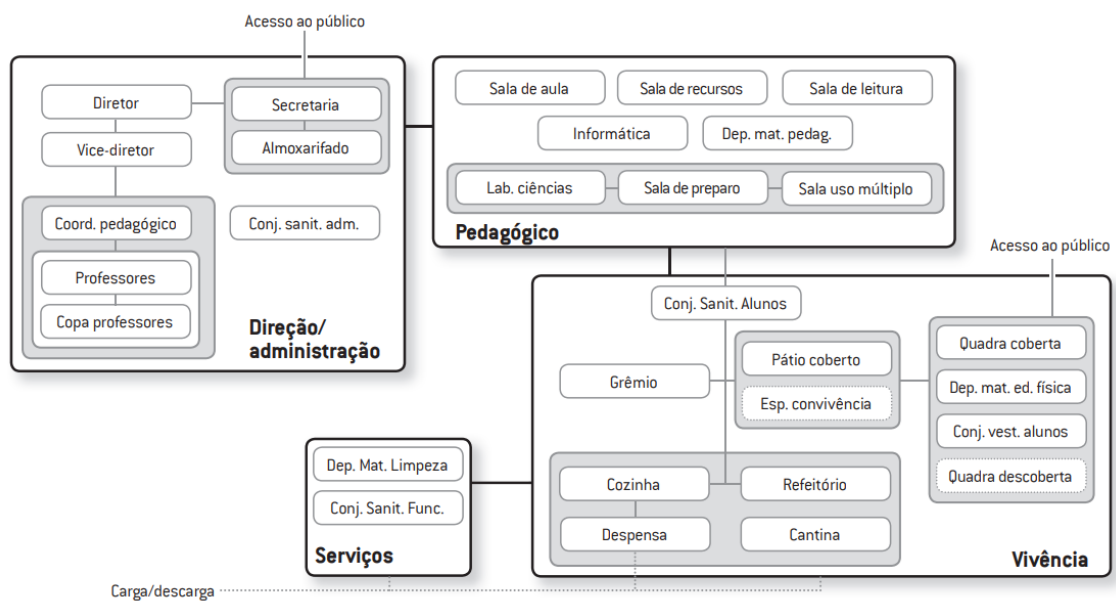 Acesso ao público
Diretor
Secretaria
Vice-diretor
Almoxarifado
Coord. pedagógico
Conj. sanit. adm.
Professores
Copa professores
Direção/
administração
Sala de aula
Sala de recursos
Sala de leitura
Informática
Dep. mat. pedag.
Lab. ciências
Sala de preparo
Sala uso múltiplo
Pedagógico
Acesso ao público
Conj. Sanit. Alunos
Grêmio
Pátio coberto
Esp. convivência
Quadra coberta
Dep. mat. ed. física
Conj. vest. alunos
Quadra descoberta
Cozinha
Refeitório
Despensa
Cantina
Vivência
Dep. Mat. Limpeza
Conj. Sanit. Func.
Serviços
Carga/descarga